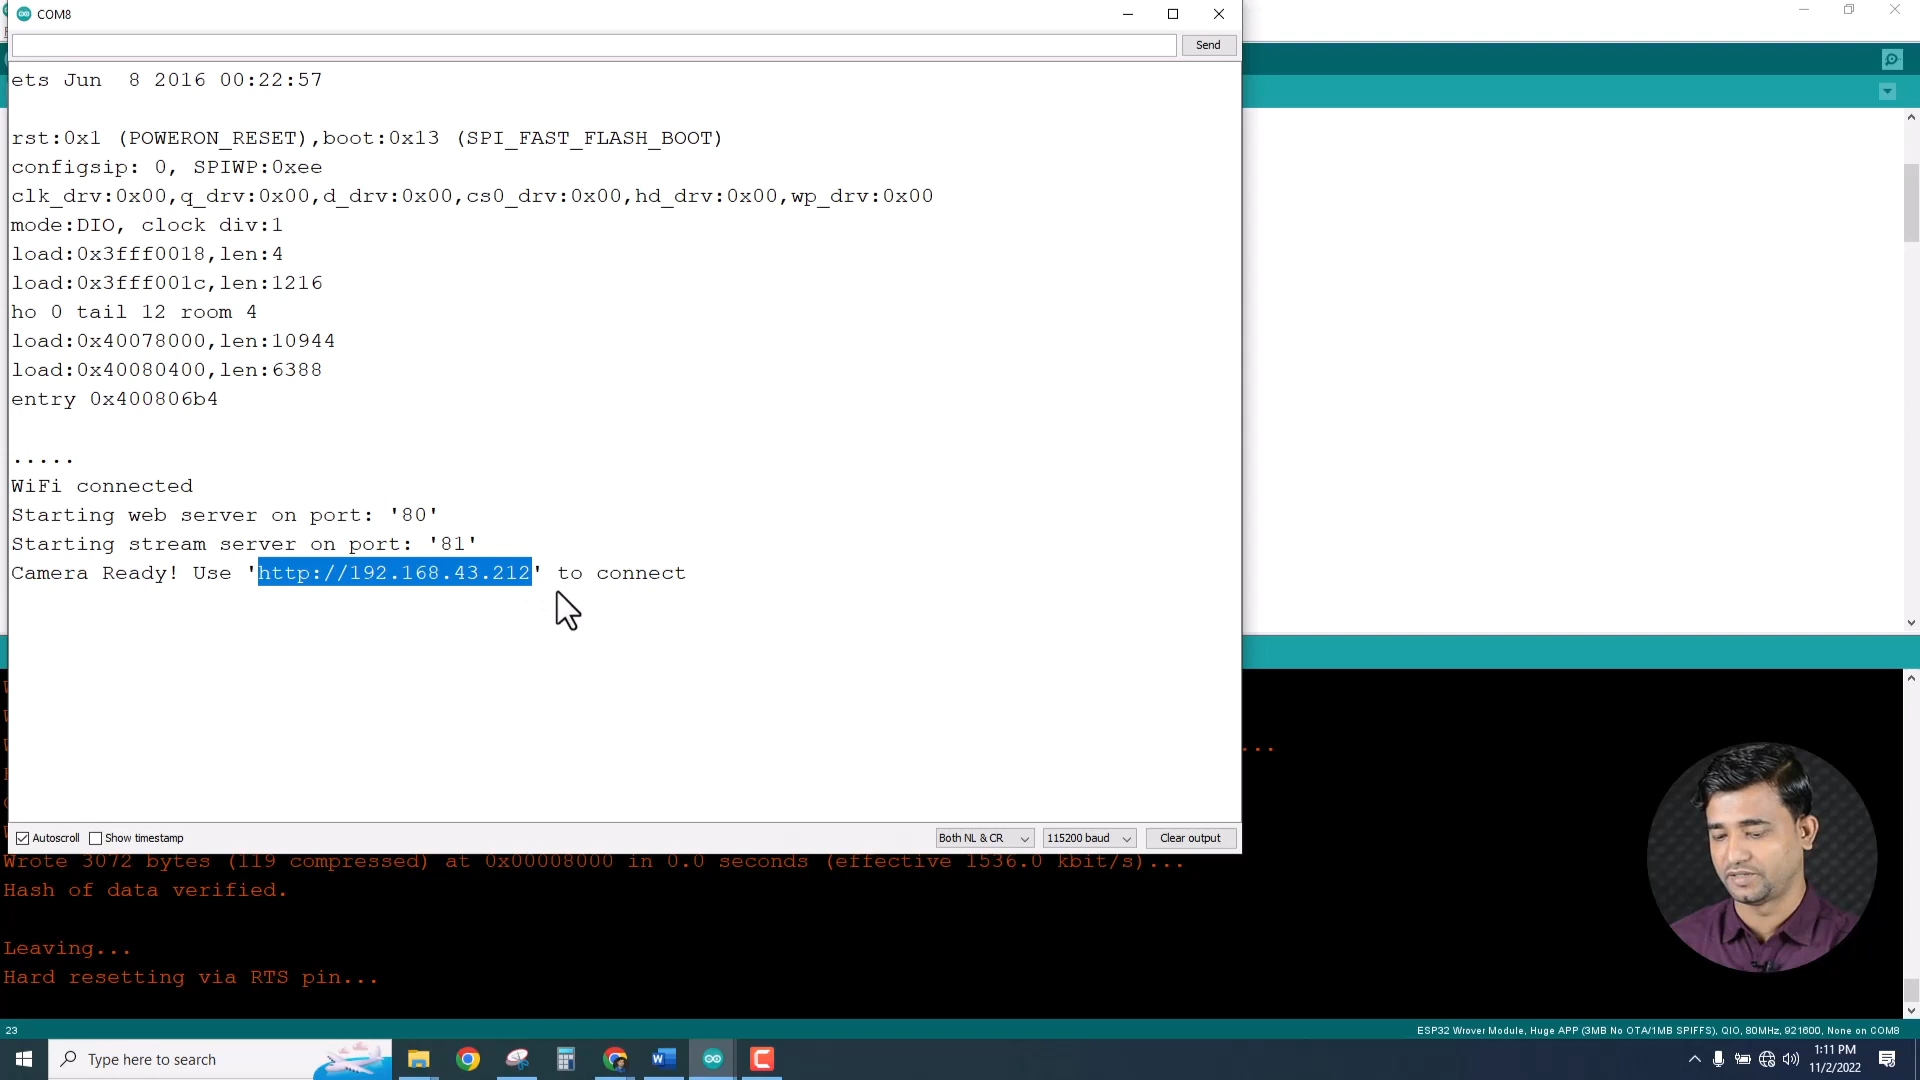 COM8
Send
ets Jun  8 2016 00:22:57
rst:0x1 (POWERON_RESET),boot:0x13 (SPI_FAST_FLASH_BOOT)
configsip: 0, SPIWP:0xee
clk_drv:0x00,q_drv:0x00,d_drv:0x00,cs0_drv:0x00,hd_drv:0x00,wp_drv:0x00
mode:DIO, clock div:1
load:0x3fff0018,len:4
load:0x3fff001c,len:1216
ho 0 tail 12 room 4
load:0x40078000,len:10944
load:0x40080400,len:6388
entry 0x400806b4
.....
WiFi connected
Starting web server on port: '80'
Starting stream server on port: '81'
Camera Ready! Use 'http://192.168.43.212' to connect
...
Autoscroll Show timestamp Both NL & CR 115200 baud Clear output
Wrote 3072 bytes (119 compressed) at 0x00008000 in 0.0 seconds (effective 1536.0 kbit/s)...
Hash of data verified.
Leaving...
Hard resetting via RTS pin...
23 ESP32 Wrover Module, Huge APP (3MB No OTA/1MB SPIFFS), QIO, 80MHz, 921600, None on COM8
Type here to search
1:11 PM
11/2/2022